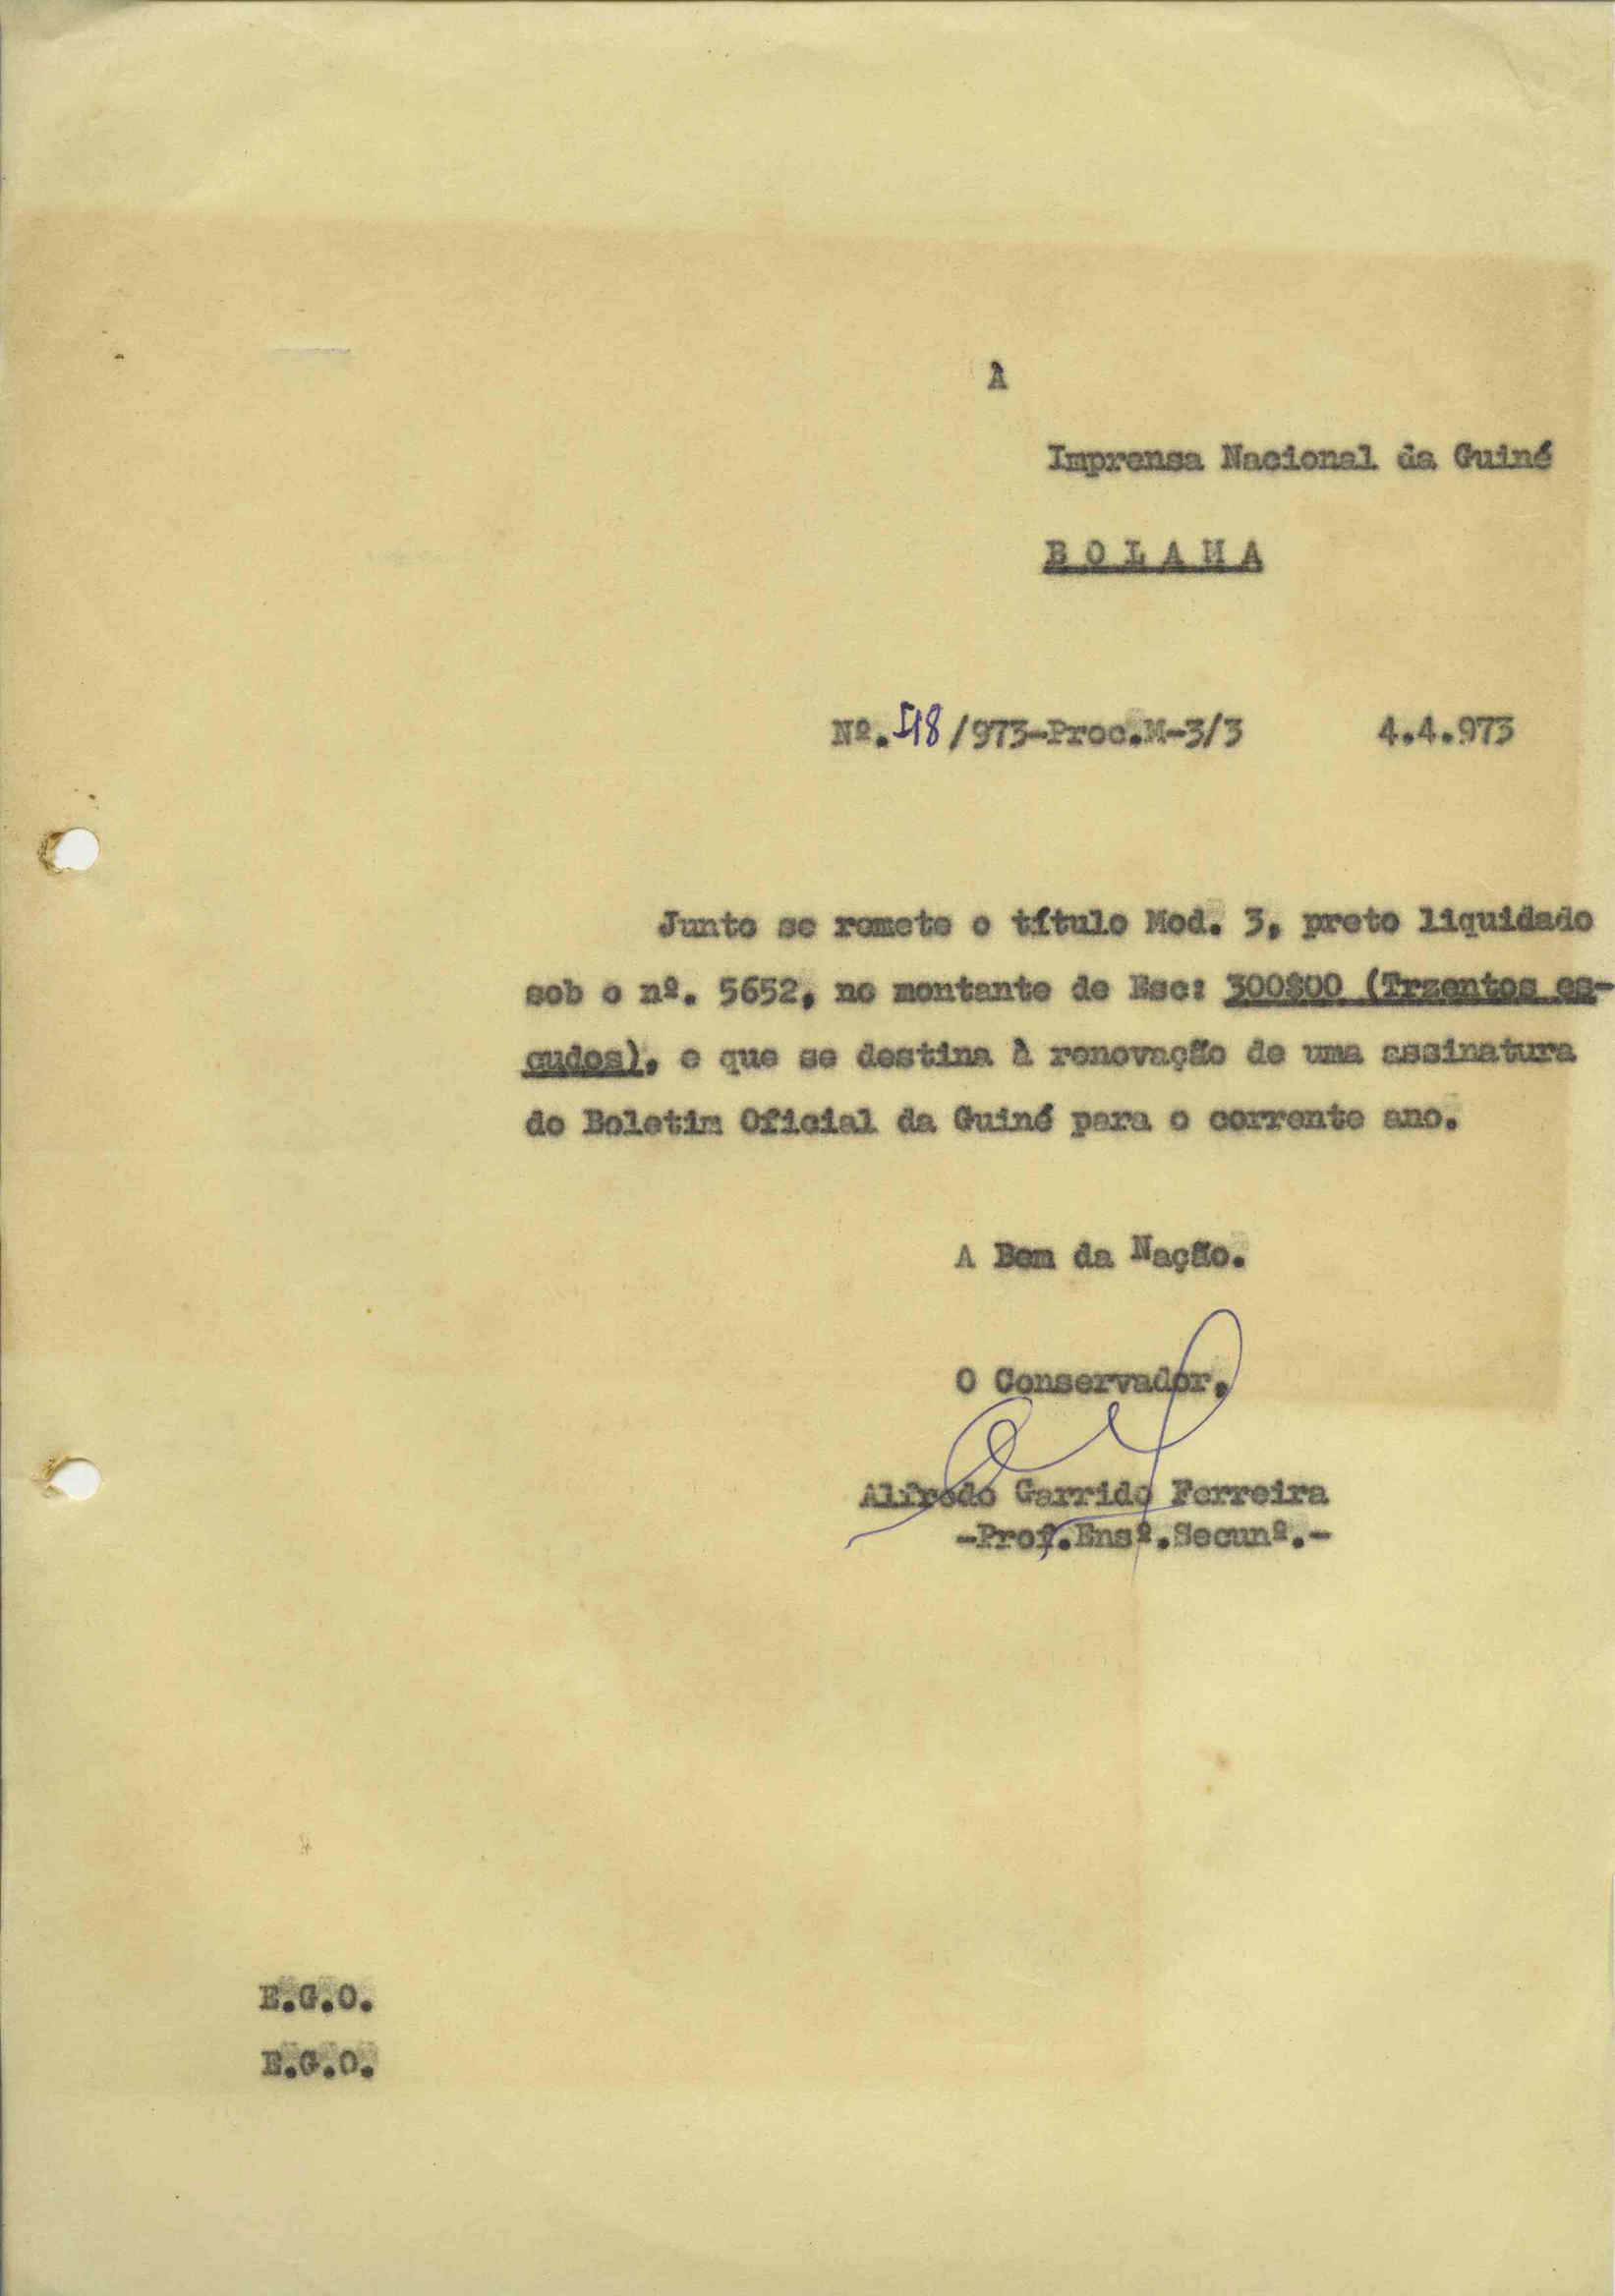 À
Imprensa Nacional da Guiné
BOLAMA
Nº. 518/973-Proc.M-3/3 4.4.973
Junto se remete o título Mod. 3, preto liquidado
sob o nº. 5652, no montante de Esc: 300$00 (Trzentos es-
cudos), e que se destina à renovação de uma assinatura
do Boletim Oficial da Guiné para o corrente ano.
A Bem da Nação.
O Conservador,
Alfredo Garrido Ferreira
-Prof.Ensº.Secunº.-
E.G.O.
E.G.O.